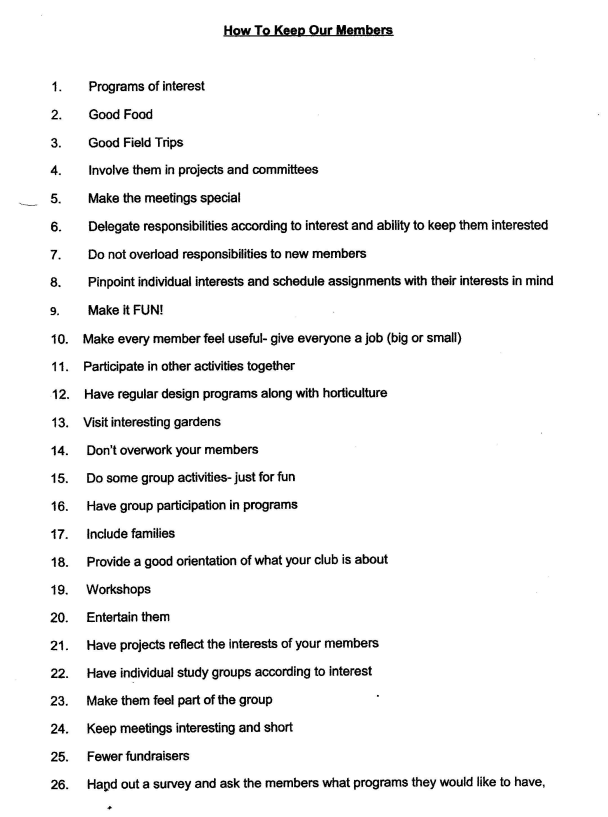 How To Keep Our Members
1. Programs of interest
2. Good Food
3. Good Field Trips
4. Involve them in projects and committees
5. Make the meetings special
6. Delegate responsibilities according to interest and ability to keep them interested
7. Do not overload responsibilities to new members
8. Pinpoint individual interests and schedule assignments with their interests in mind
9. Make it FUN!
10. Make every member feel useful- give everyone a job (big or small)
11. Participate in other activities together
12. Have regular design programs along with horticulture
13. Visit interesting gardens
14. Don't overwork your members
15. Do some group activities- just for fun
16. Have group participation in programs
17. Include families
18. Provide a good orientation of what your club is about
19. Workshops
20. Entertain them
21. Have projects reflect the interests of your members
22. Have individual study groups according to interest
23. Make them feel part of the group
24. Keep meetings interesting and short
25. Fewer fundraisers
26. Hand out a survey and ask the members what programs they would like to have,